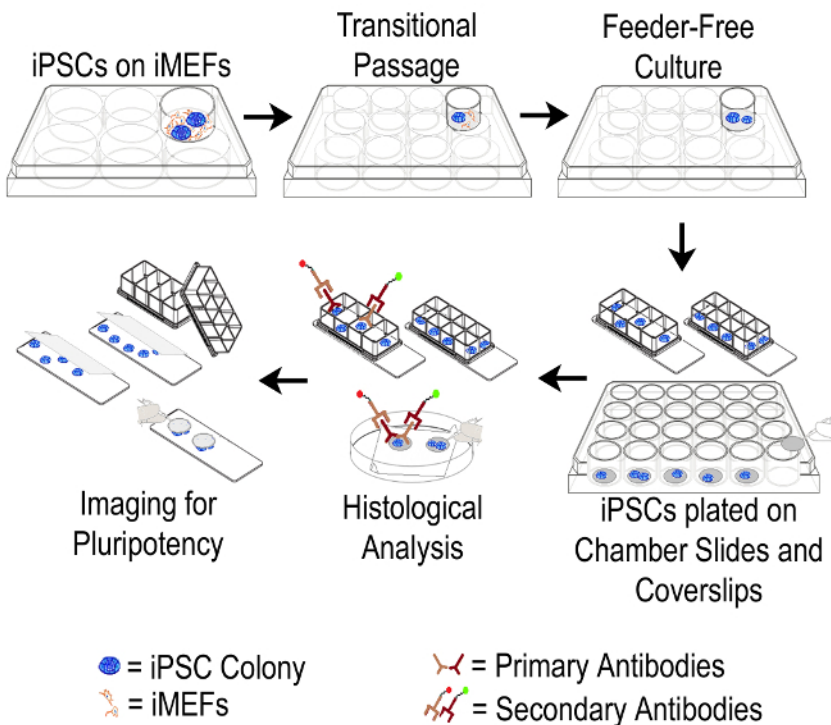 iPSCs on iMEFs
Transitional
Passage
Feeder-Free
Culture
Imaging for
Pluripotency
Histological
Analysis
iPSCs plated on
Chamber Slides and
Coverslips
= iPSC Colony
= iMEFs
= Primary Antibodies
= Secondary Antibodies